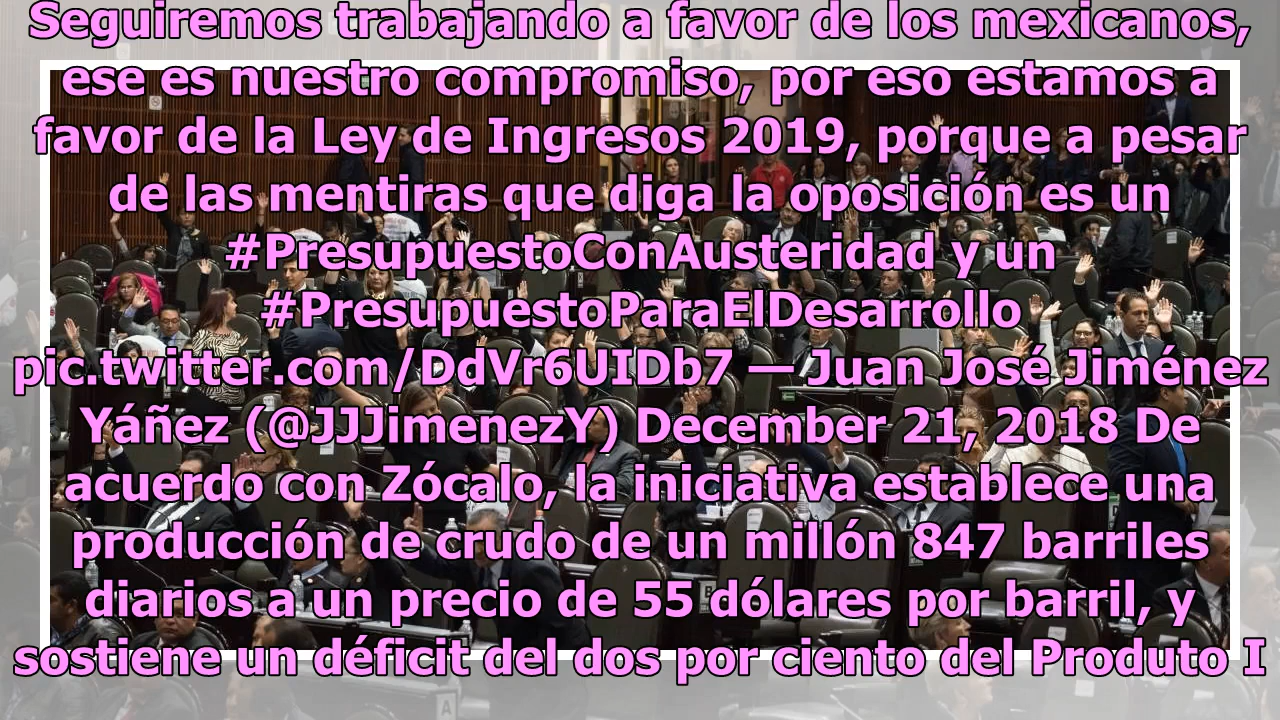 Seguiremos trabajando a favor de los mexicanos,
ese es nuestro compromiso, por eso estamos a
favor de la Ley de Ingresos 2019, porque a pesar
de las mentiras que diga la oposición es un
#PresupuestoConAusteridad y un
#PresupuestoParaElDesarrollo
pic.twitter.com/DdVr6UIDb7 — Juan José Jiménez
Yáñez (@JJJimenezY) December 21, 2018 De
acuerdo con Zócalo, la iniciativa establece una
producción de crudo de un millón 847 barriles
diarios a un precio de 55 dólares por barril, y
sostiene un déficit del dos por ciento del Produto I